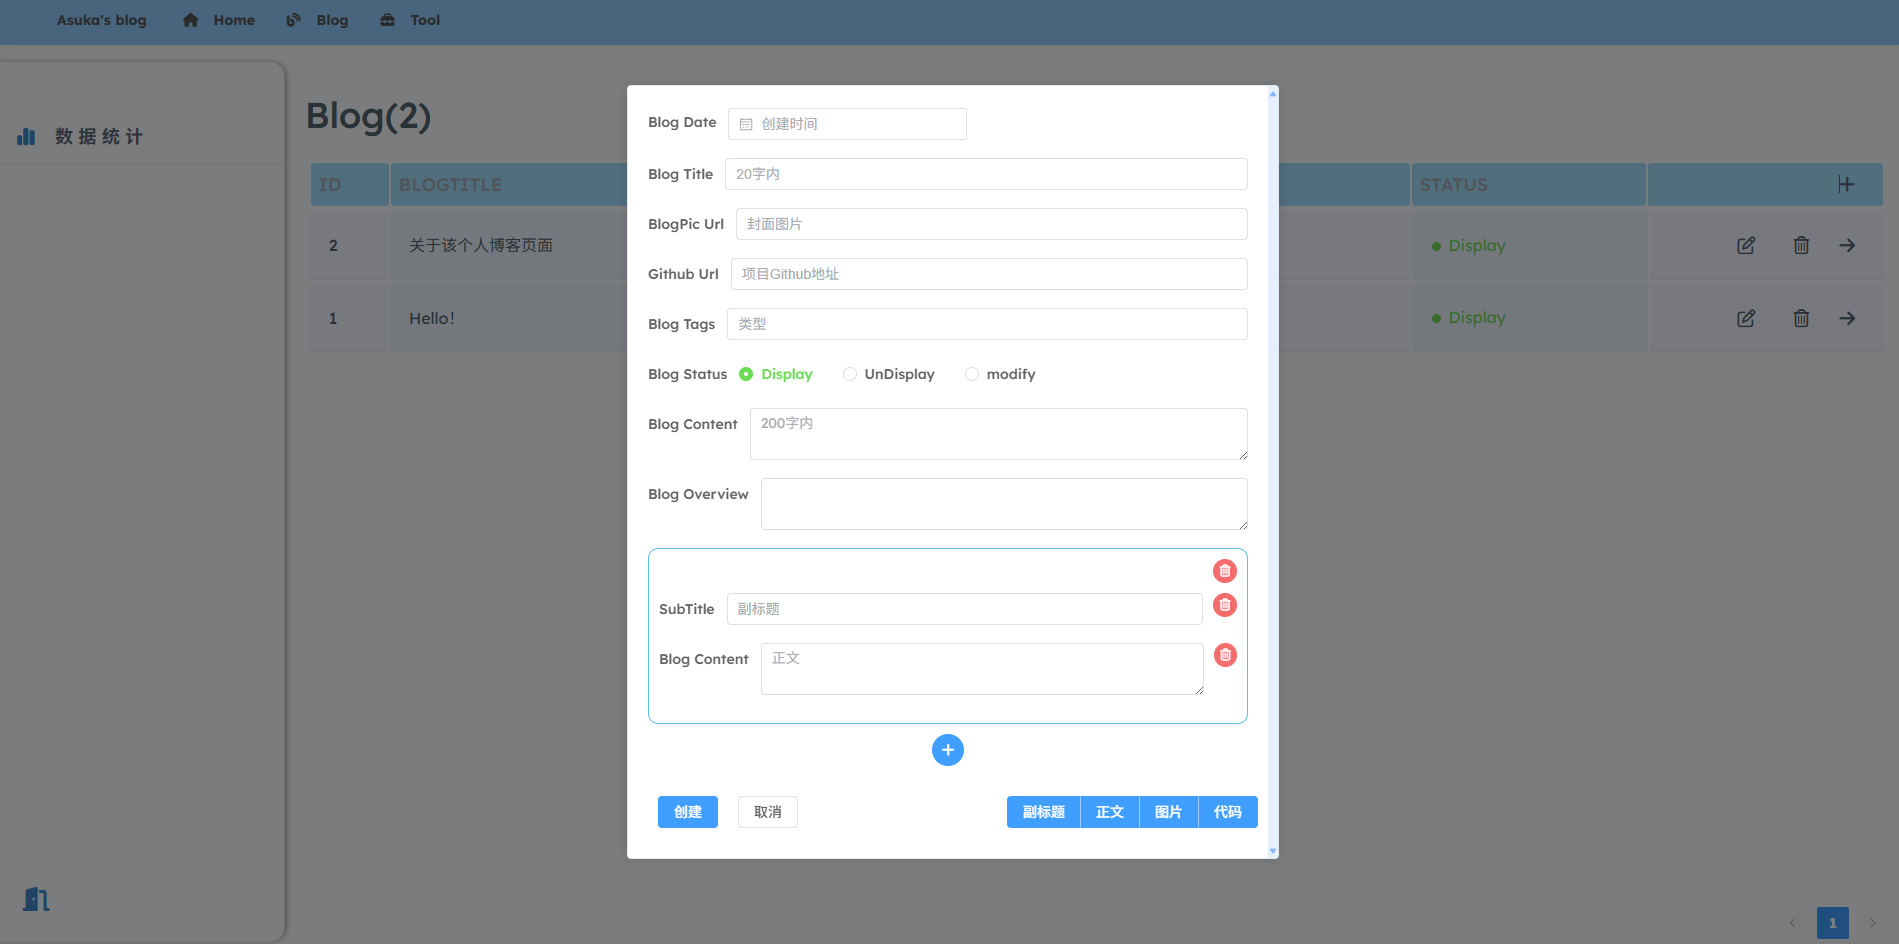 Asuka's blog Home Blog Tool
数据统计
Blog(2)
ID BLOGTITLE STATUS
2 关于该个人博客页面 Display
1 Hello! Display
Blog Date 创建时间
Blog Title 20字内
BlogPic Url 封面图片
Github Url 项目Github地址
Blog Tags 类型
Blog Status Display UnDisplay modify
Blog Content 200字内
Blog Overview
SubTitle 副标题
Blog Content 正文
创建 取消 副标题 正文 图片 代码
1